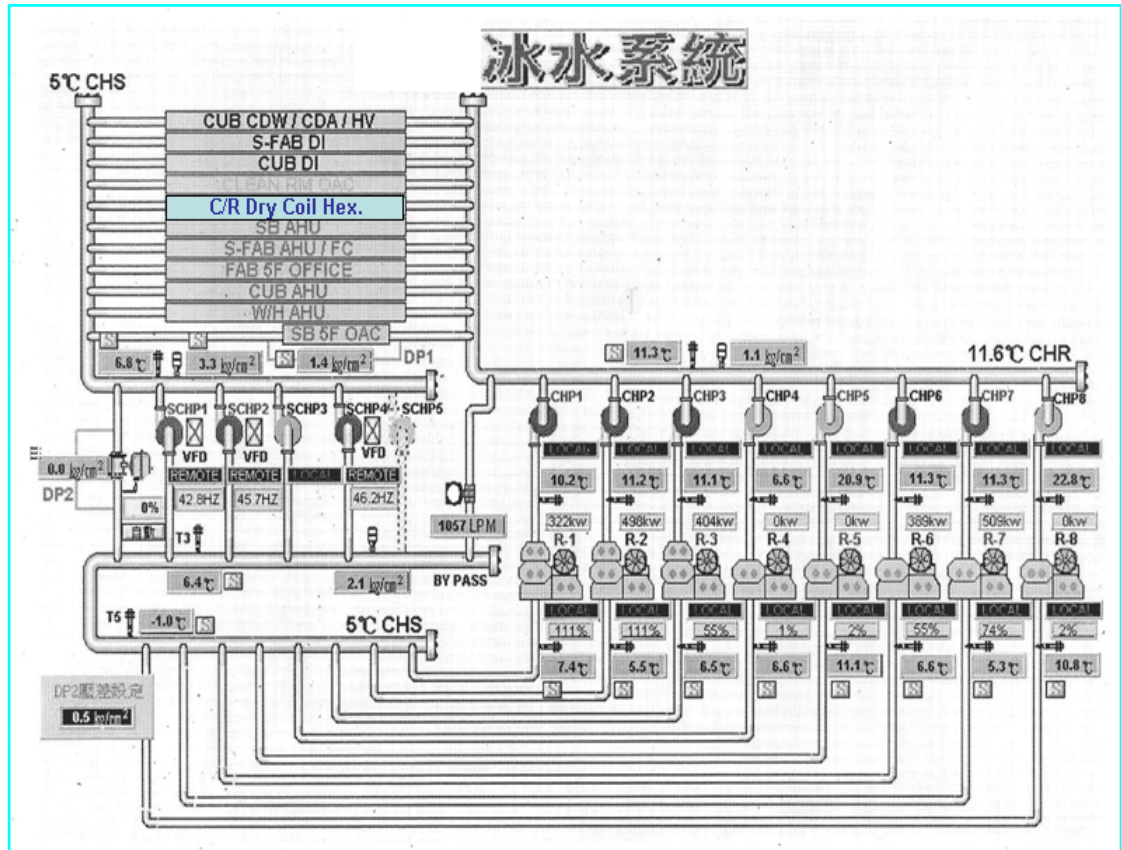 冰水系統
5℃ CHS
CUB CDW / CDA / HV
S-FAB DI
CUB DI
CLEAN RM OAC
C/R Dry Coil Hex.
SB AHU
S-FAB AHU / FC
FAB 5F OFFICE
CUB AHU
W/H AHU
SB 5F OAC
S S S DP1
6.8℃ 3.3 kg/cm2 1.4 kg/cm2
S 11.3℃ 1.1 kg/cm2
11.6℃ CHR
SCHP1 SCHP2 SCHP3 SCHP4 SCHP5
VFD VFD VFD
REMOTE REMOTE LOCAL REMOTE
42.8HZ 45.7HZ 46.2HZ
0.0 kg/cm2
DP2
0%
自動
T3
1057 LPM
BY PASS
6.4℃ S 2.1 kg/cm2
T5 -1.0℃ S
5℃ CHS
DP2壓差設定
0.5 kg/cm2
CHP1 CHP2 CHP3 CHP4 CHP5 CHP6 CHP7 CHP8
LOCAL LOCAL LOCAL LOCAL LOCAL LOCAL LOCAL LOCAL
10.2℃ 11.2℃ 11.1℃ 6.6℃ 20.9℃ 11.3℃ 11.3℃ 22.8℃
322kw 498kw 404kw 0kw 0kw 389kw 509kw 0kw
R-1 R-2 R-3 R-4 R-5 R-6 R-7 R-8
LOCAL LOCAL LOCAL LOCAL LOCAL LOCAL LOCAL LOCAL
111% 111% 55% 1% 2% 55% 74% 2%
7.4℃ 5.5℃ 6.5℃ 6.6℃ 11.1℃ 6.6℃ 5.3℃ 10.8℃
S S S S S S S S